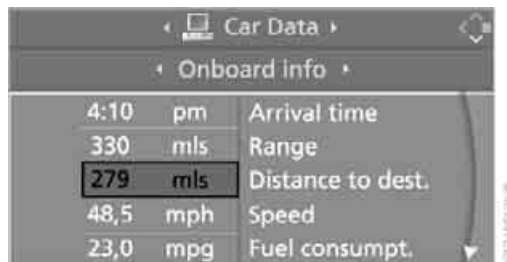 Car Data
Onboard info
4:10 pm Arrival time
330 mls Range
279 mls Distance to dest.
48,5 mph Speed
23,0 mpg Fuel consumpt.